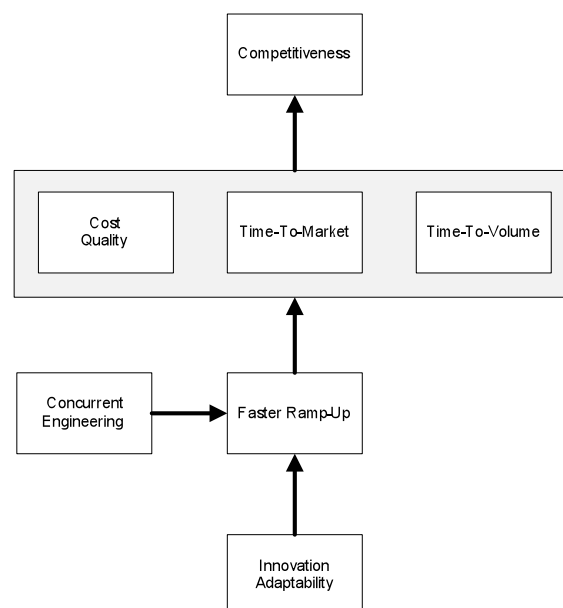 Competitiveness
Cost
Quality
Time-To-Market
Time-To-Volume
Concurrent
Engineering
Faster Ramp-Up
Innovation
Adaptability